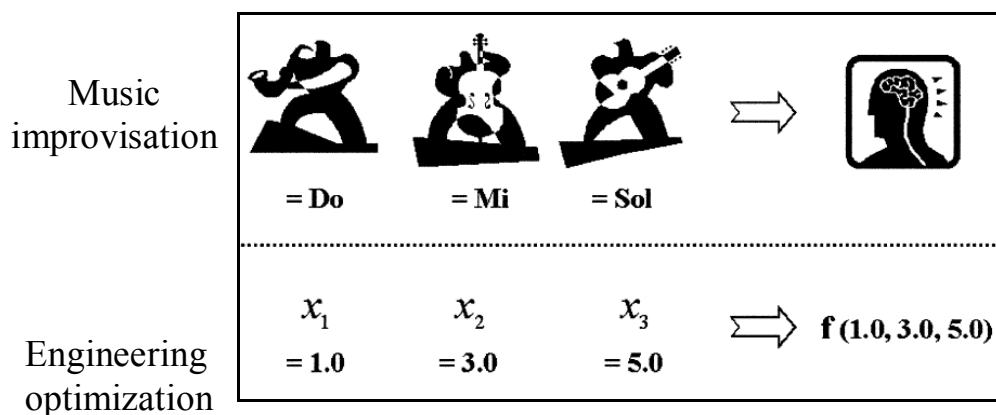 Music
improvisation
= Do = Mi = Sol
x₁ x₂ x₃
= 1.0 = 3.0 = 5.0
f (1.0, 3.0, 5.0)
Engineering
optimization